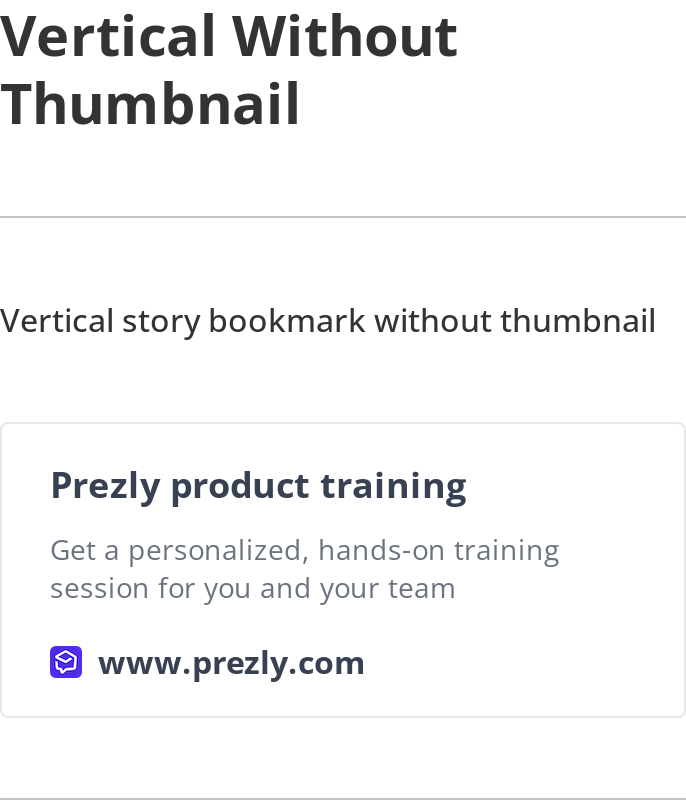 Vertical Without
Thumbnail
Vertical story bookmark without thumbnail
Prezly product training
Get a personalized, hands-on training
session for you and your team
www.prezly.com